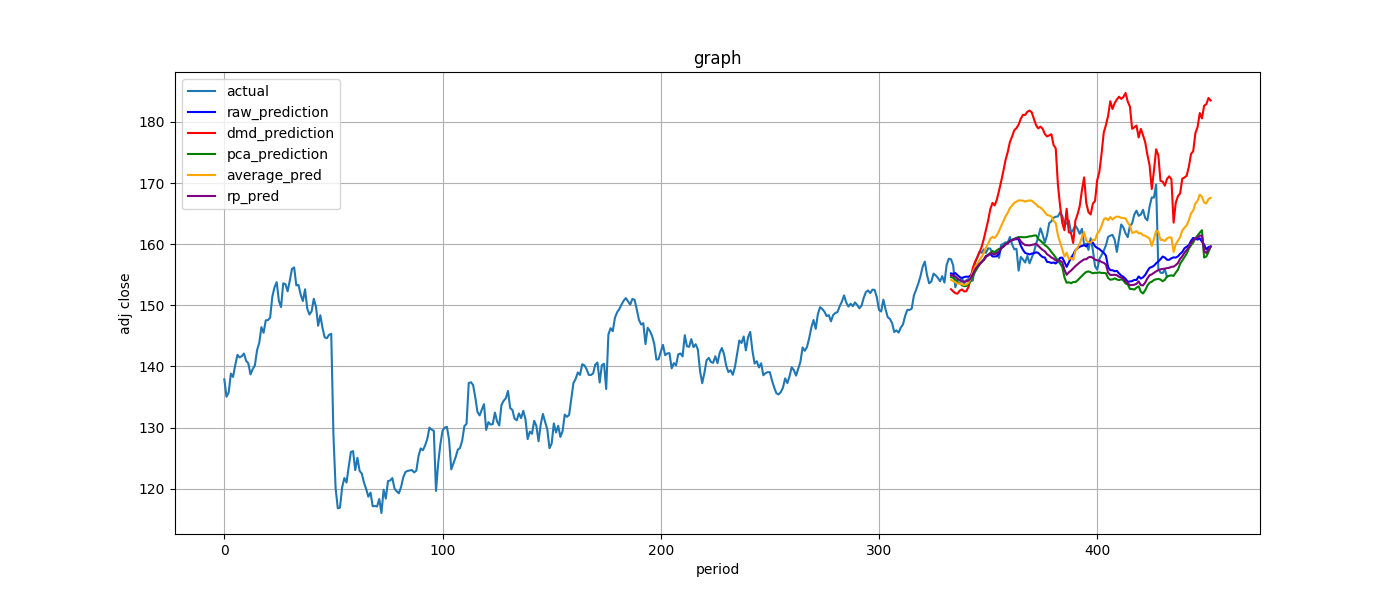 graph
actual
raw_prediction
dmd_prediction
pca_prediction
average_pred
rp_pred
adj close
180
170
160
150
140
130
120
0 100 200 300 400
period